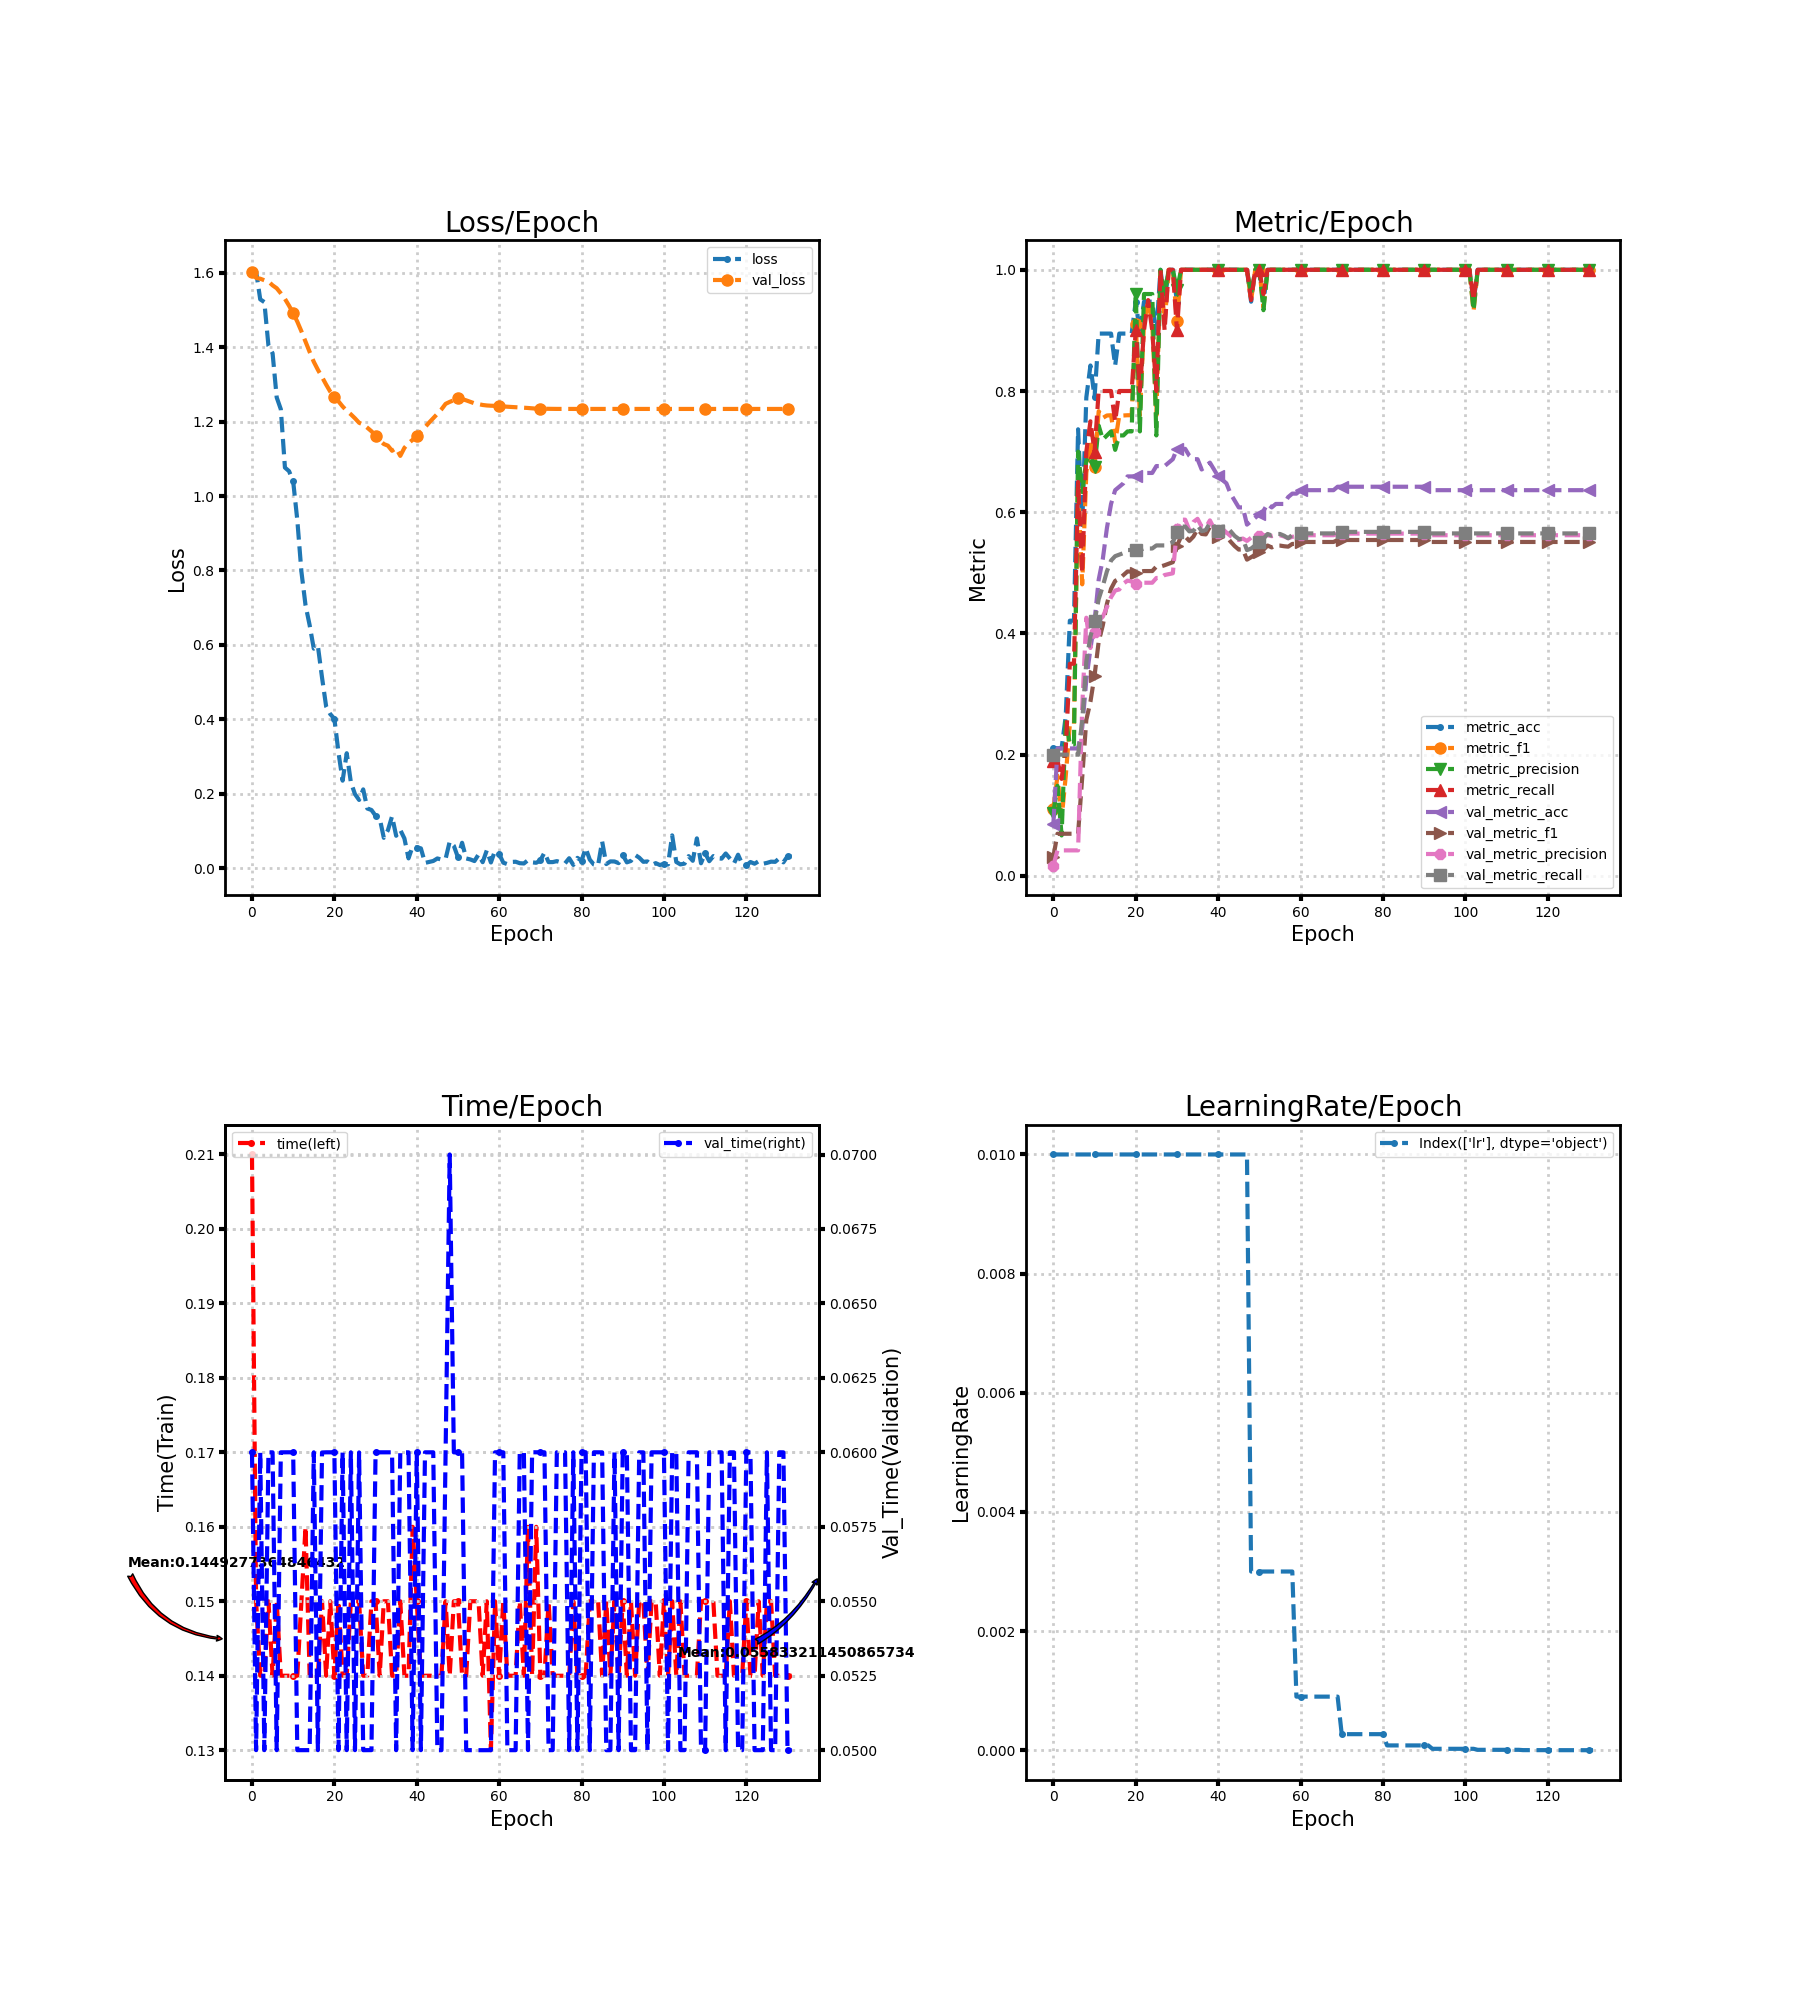 Loss/Epoch
loss
val_loss
1.6
1.4
1.2
1.0
0.8
0.6
0.4
0.2
0.0
Loss
0 20 40 60 80 100 120
Epoch
Metric/Epoch
1.0
0.8
0.6
0.4
0.2
0.0
Metric
metric_acc
metric_f1
metric_precision
metric_recall
val_metric_acc
val_metric_f1
val_metric_precision
val_metric_recall
0 20 40 60 80 100 120
Epoch
Time/Epoch
time(left)
val_time(right)
0.21
0.20
0.19
0.18
0.17
0.16
0.15
0.14
0.13
Time(Train)
0.0700
0.0675
0.0650
0.0625
0.0600
0.0575
0.0550
0.0525
0.0500
Val_Time(Validation)
0 20 40 60 80 100 120
Epoch
LearningRate/Epoch
Index(['lr'], dtype='object')
0.010
0.008
0.006
0.004
0.002
0.000
LearningRate
0 20 40 60 80 100 120
Epoch